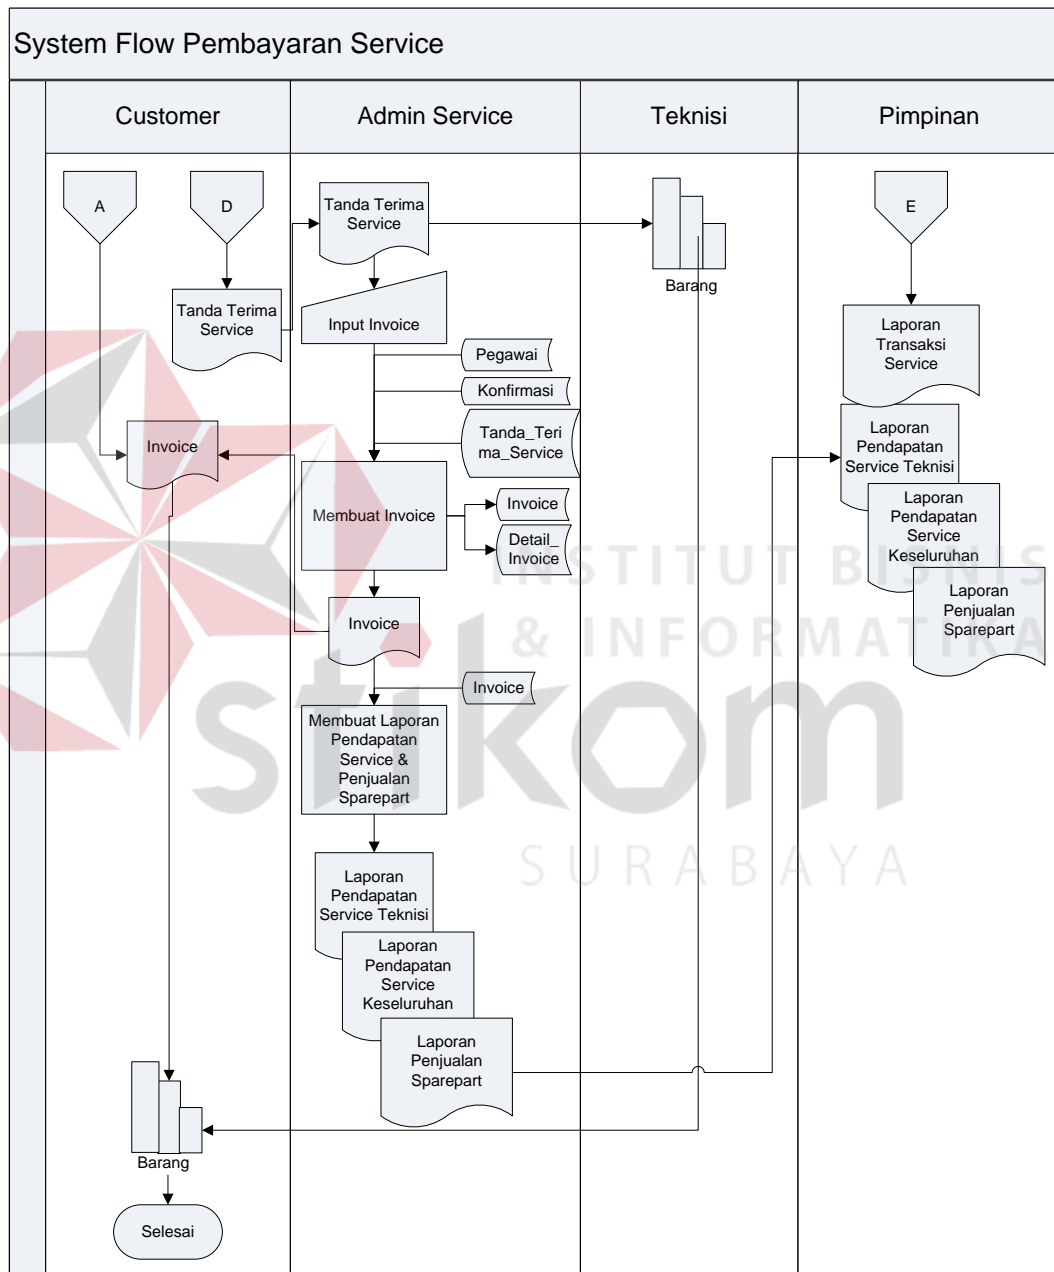 System Flow Pembayaran Service
Customer
Admin Service
Teknisi
Pimpinan
A
D
Tanda Terima
Service
E
Tanda Terima
Service
Barang
Input Invoice
Laporan
Transaksi
Service
Pegawai
Konfirmasi
Tanda_Teri
ma_Service
Invoice
Laporan
Pendapatan
Service Teknisi
Membuat Invoice
Invoice
Detail_
Invoice
Laporan
Pendapatan
Service
Keseluruhan
Laporan
Penjualan
Sparepart
Invoice
Invoice
Membuat Laporan
Pendapatan
Service &
Penjualan
Sparepart
Laporan
Pendapatan
Service Teknisi
Laporan
Pendapatan
Service
Keseluruhan
Laporan
Penjualan
Sparepart
Barang
Selesai
INSTITUT BISNIS
& INFORMATIKA
stikom
SURABAYA